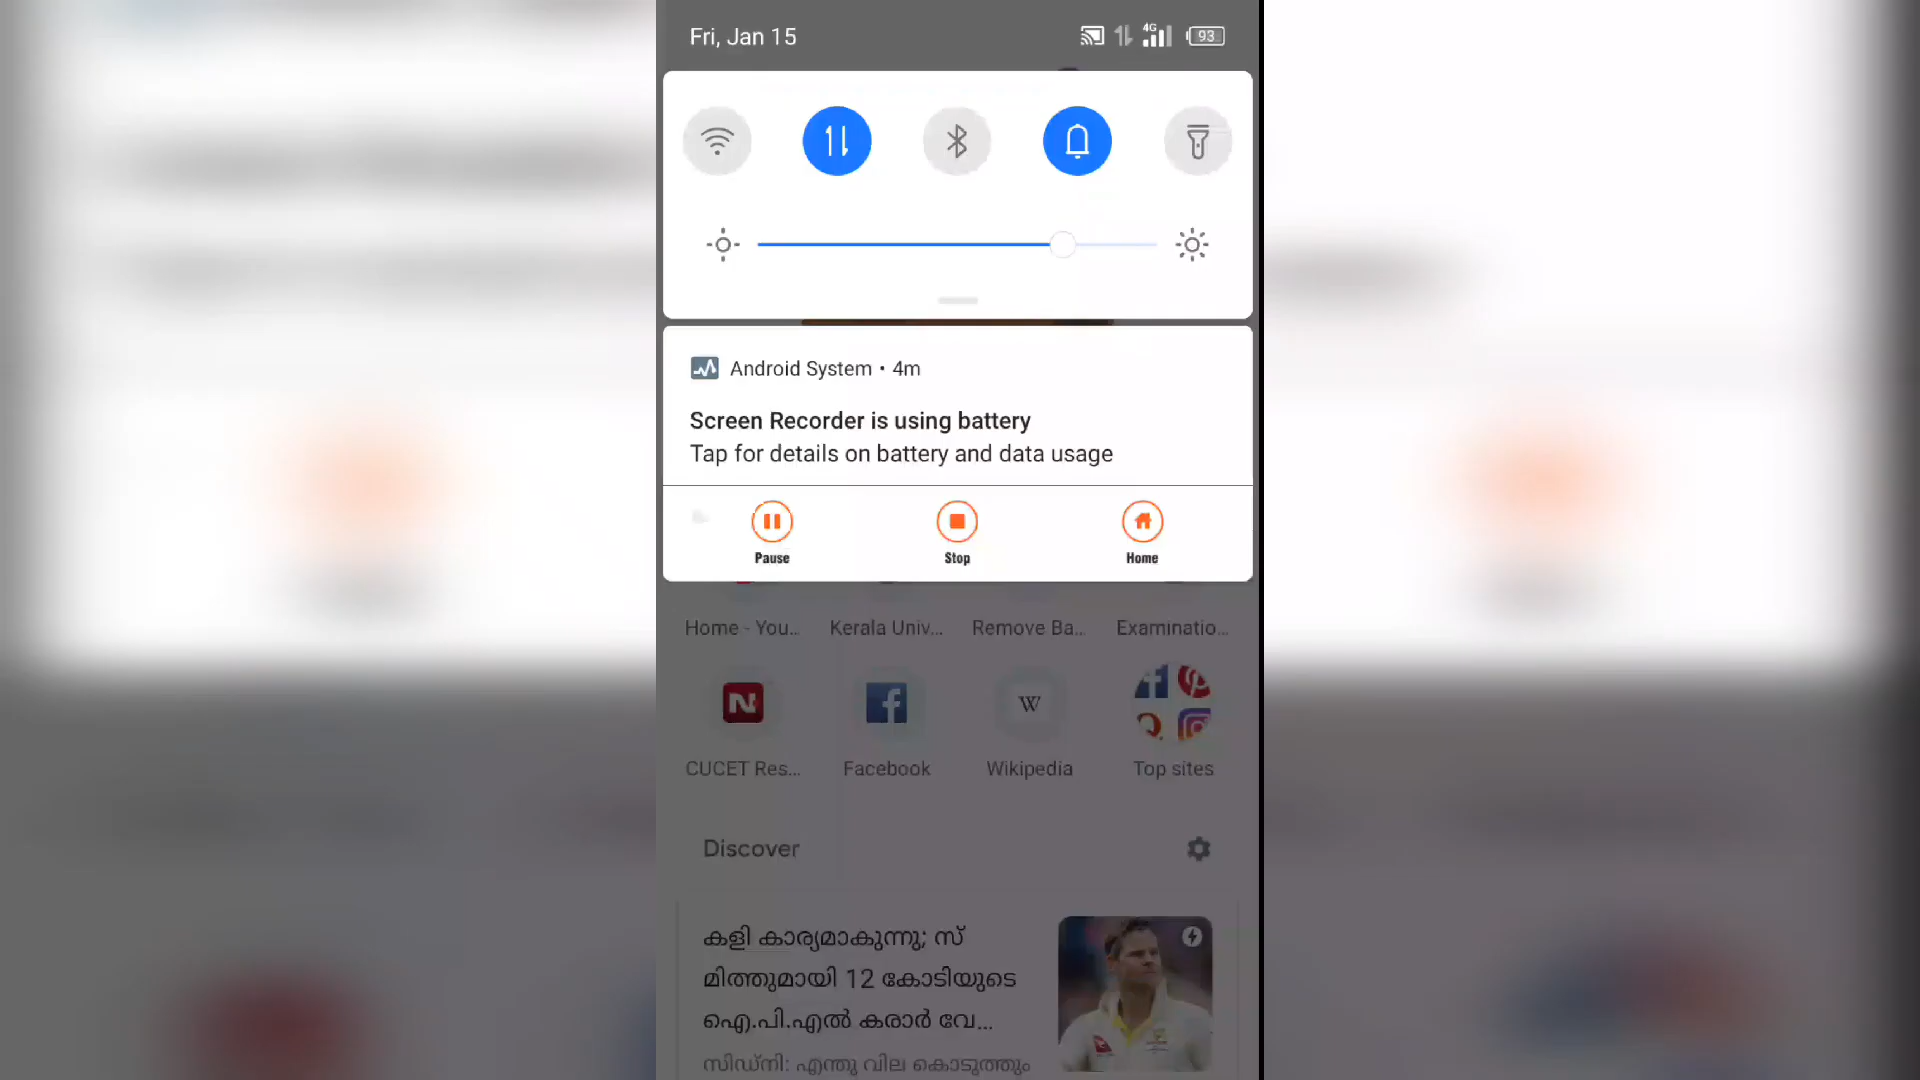 Fri, Jan 15
4G
93
Android System • 4m
Screen Recorder is using battery
Tap for details on battery and data usage
Pause
Stop
Home
Home - You...
Kerala Univ...
Remove Ba...
Examinatio...
N
W
CUCET Res...
Facebook
Wikipedia
Top sites
Discover
കളി കാര്യമാകുന്നു; സ്
മിത്തുമായി 12 കോടിയുടെ
ഐ.പി.എൽ കരാർ വേ...
സിഡ്നി: എന്തു വില കൊടുത്തും